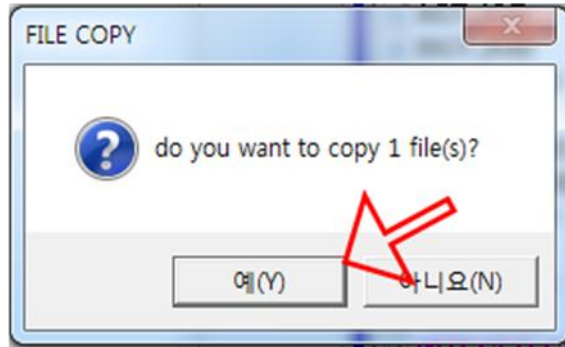 FILE COPY
do you want to copy 1 file(s)?
예(Y)
아니요(N)